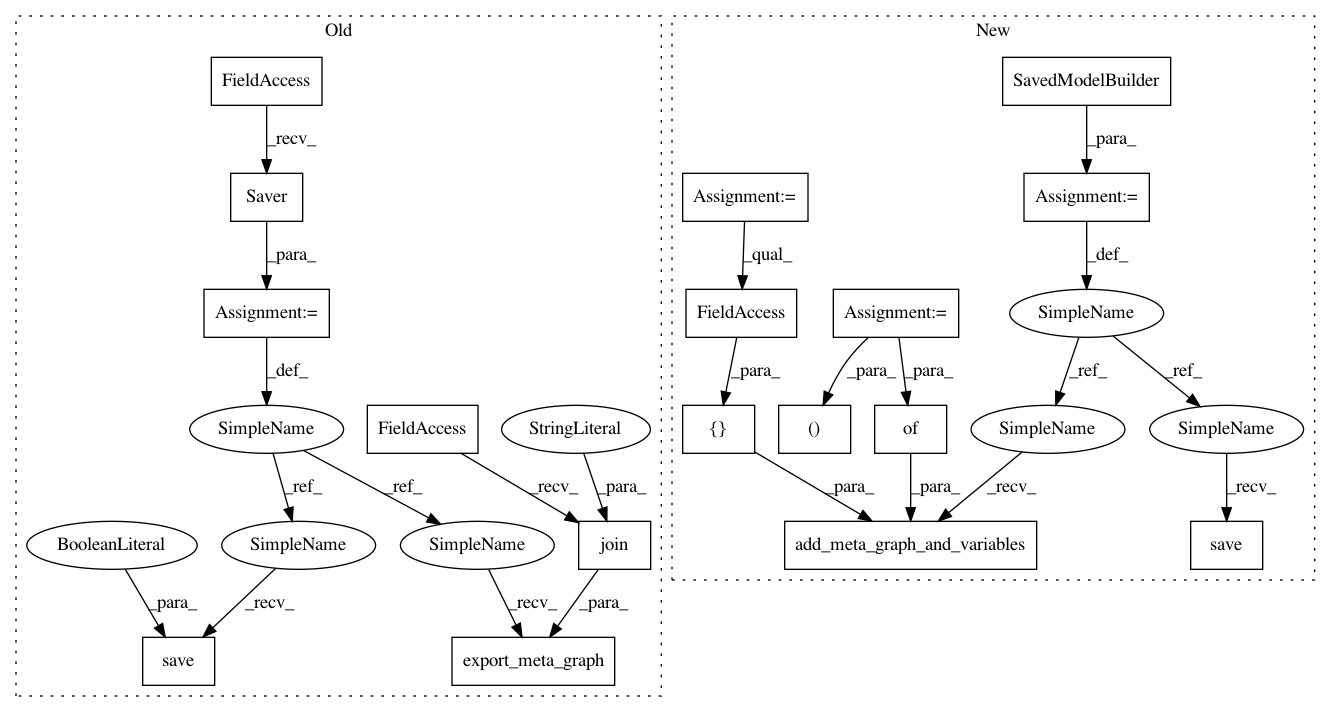 Old
New
FieldAccess
SavedModelBuilder
_recv_
_para_
Saver
Assignment:=
Assignment:=
_para_
_qual_
_def_
Assignment:=
FieldAccess
Assignment:=
SimpleName
_def_
_para_
_para_
_para_
_ref_
_ref_
SimpleName
FieldAccess
StringLiteral
{}
()
of
SimpleName
SimpleName
_ref_
_ref_
_recv_
_para_
_para_
_para_
_recv_
_recv_
BooleanLiteral
SimpleName
SimpleName
join
add_meta_graph_and_variables
save
_para_
_recv_
_recv_
_para_
save
export_meta_graph